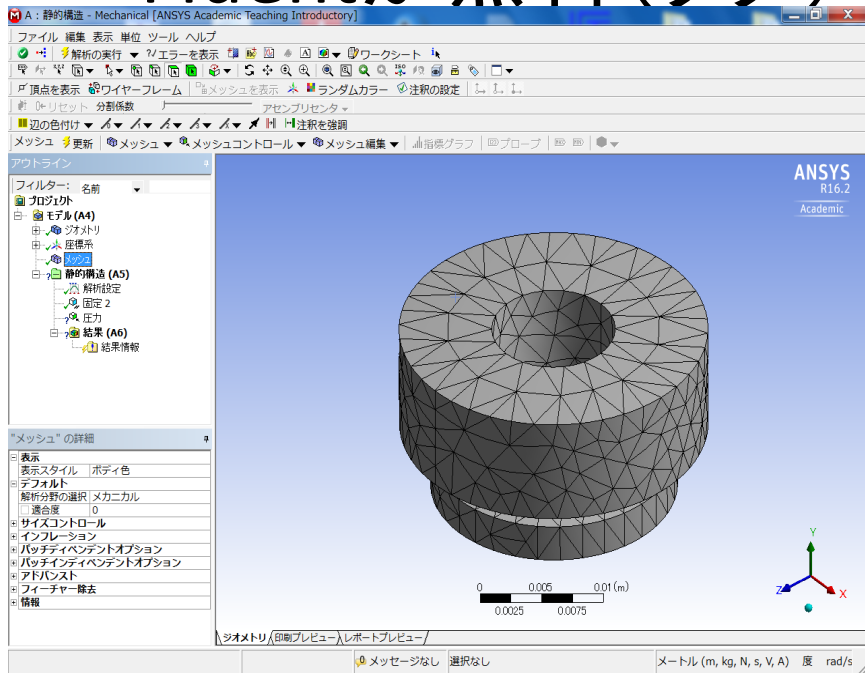 A : 静的構造 - Mechanical [ANSYS Academic Teaching Introductory]
ファイル 編集 表示 単位 ツール ヘルプ
解析の実行 エラーを表示 A ワークシート
頂点を表示 ワイヤーフレーム メッシュを表示 ランダムカラー 注釈の設定
リセット 分割係数 アセンブリセンタ
辺の色付け 注釈を強調
メッシュ 更新 メッシュ メッシュコントロール メッシュ編集 指標グラフ プローブ
アウトライン
フィルター: 名前
プロジェクト
モデル (A4)
ジオメトリ
座標系
メッシュ
静的構造 (A5)
解析設定
固定 2
圧力
結果 (A6)
結果情報
"メッシュ" の詳細
表示
表示スタイル ボディ色
デフォルト
解析分野の選択 メカニカル
適合度 0
サイズコントロール
インフレーション
パッチディペンデントオプション
パッチインディペンデントオプション
アドバンスト
フィーチャー除去
情報
ANSYS
R16.2
Academic
0 0.005 0.01 (m)
0.0025 0.0075
Y
Z X
ジオメトリ 印刷プレビュー レポートプレビュー
メッセージなし 選択なし メートル (m, kg, N, s, V, A) 度 rad/s